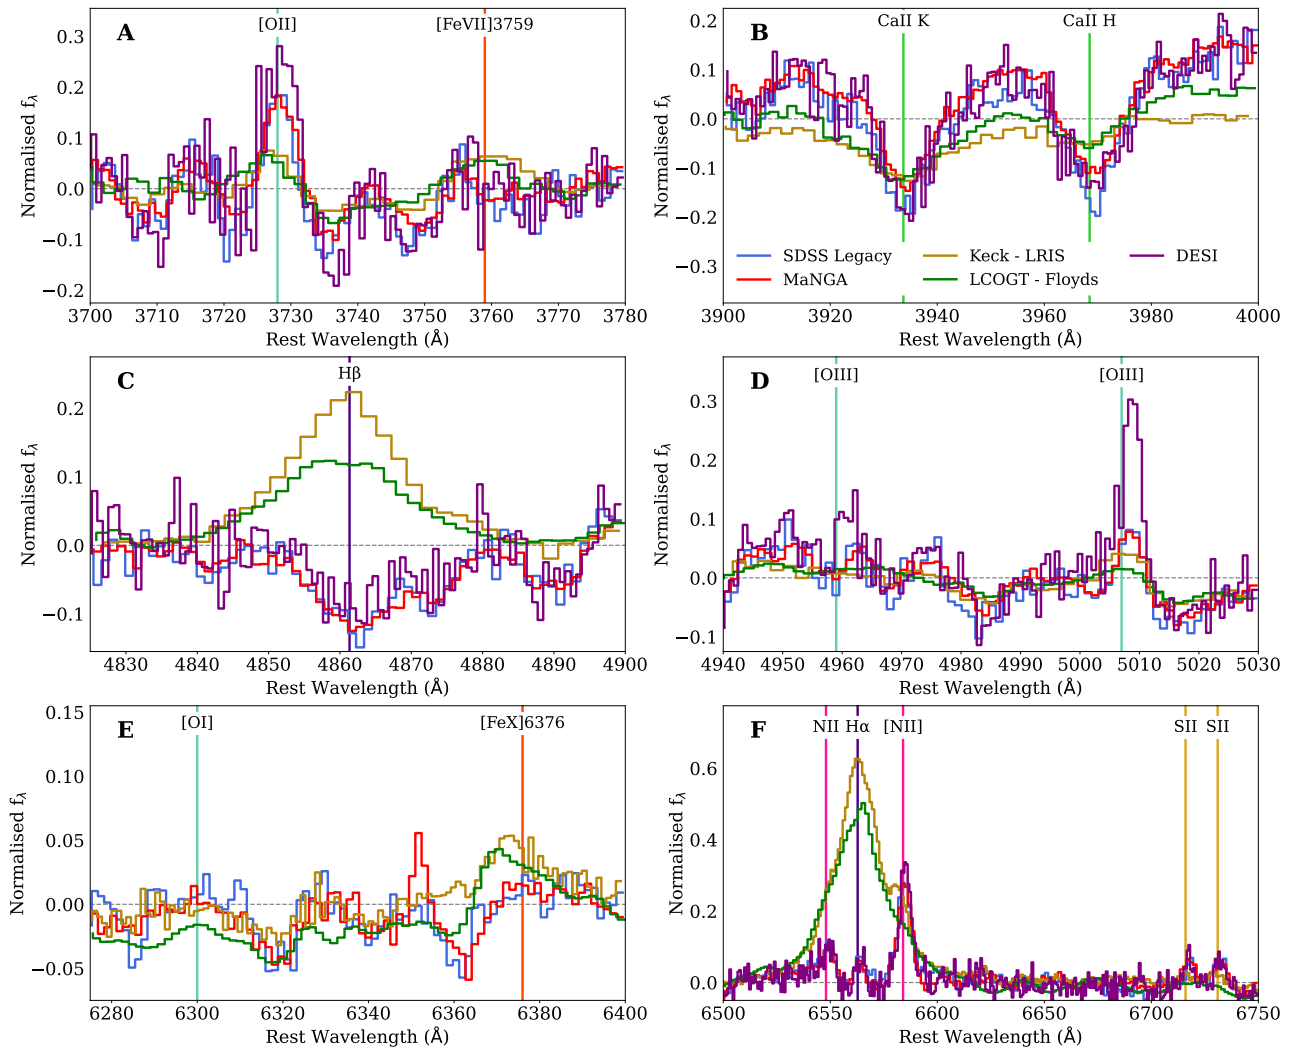 A
[OII]
[FeVII]3759
0.3
0.2
0.1
0.0
−0.1
−0.2
Normalised fλ
3700 3710 3720 3730 3740 3750 3760 3770 3780
Rest Wavelength (Å)
B
CaII K
CaII H
0.2
0.1
0.0
−0.1
−0.2
−0.3
Normalised fλ
SDSS Legacy
MaNGA
Keck - LRIS
LCOGT - Floyds
DESI
3900 3920 3940 3960 3980 4000
Rest Wavelength (Å)
C
Hβ
0.2
0.1
0.0
−0.1
Normalised fλ
4830 4840 4850 4860 4870 4880 4890 4900
Rest Wavelength (Å)
D
[OIII]
[OIII]
0.3
0.2
0.1
0.0
−0.1
Normalised fλ
4940 4950 4960 4970 4980 4990 5000 5010 5020 5030
Rest Wavelength (Å)
E
[OI]
[FeX]6376
0.15
0.10
0.05
0.00
−0.05
Normalised fλ
6280 6300 6320 6340 6360 6380 6400
Rest Wavelength (Å)
F
NII Hα [NII]
SII SII
0.6
0.4
0.2
0.0
Normalised fλ
6500 6550 6600 6650 6700 6750
Rest Wavelength (Å)